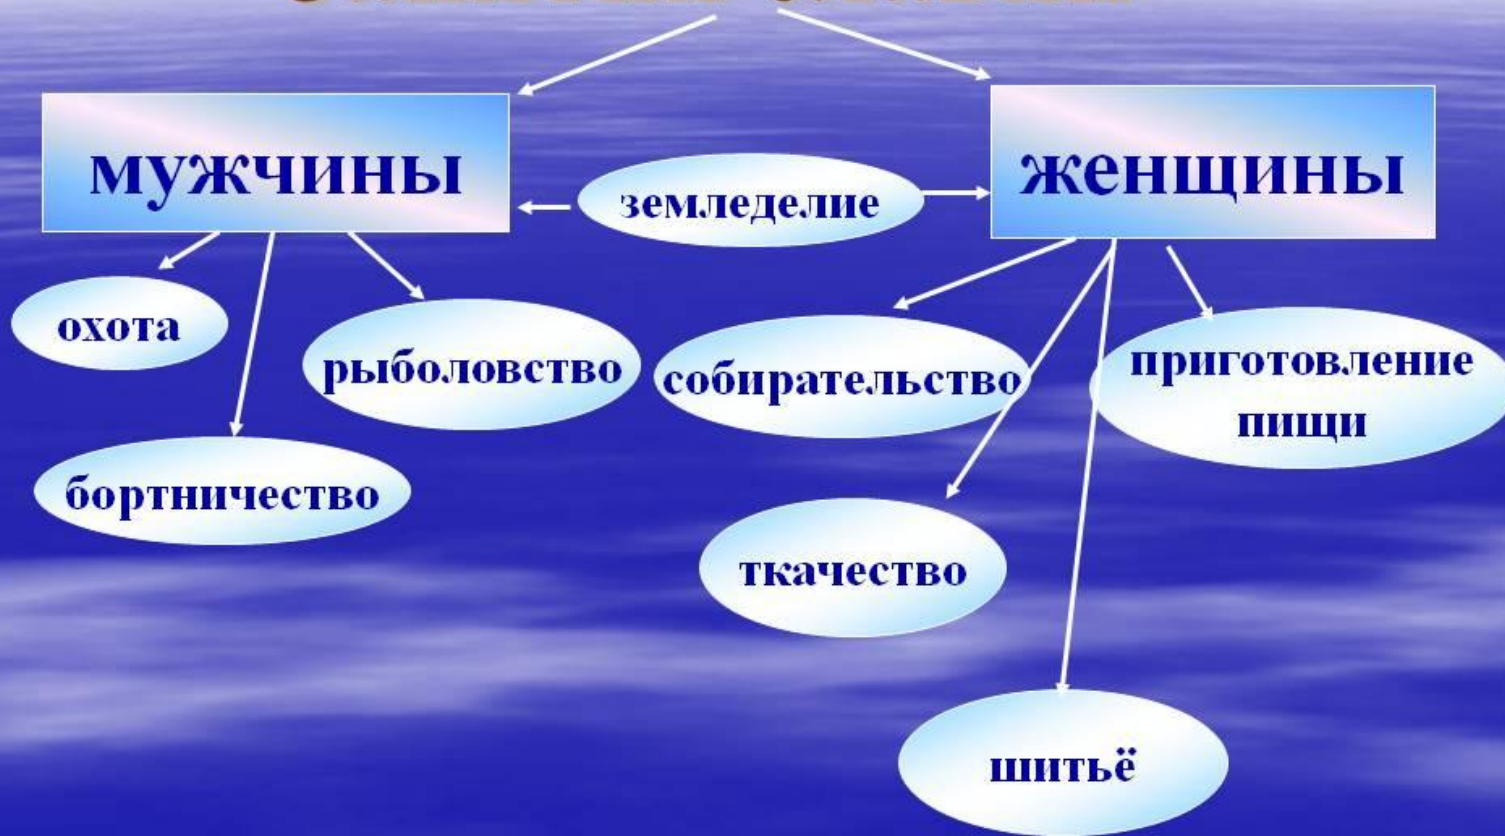 мужчины
женщины
земледелие
охота
рыболовство
собирательство
приготовление
пищи
бортничество
ткачество
шитьё